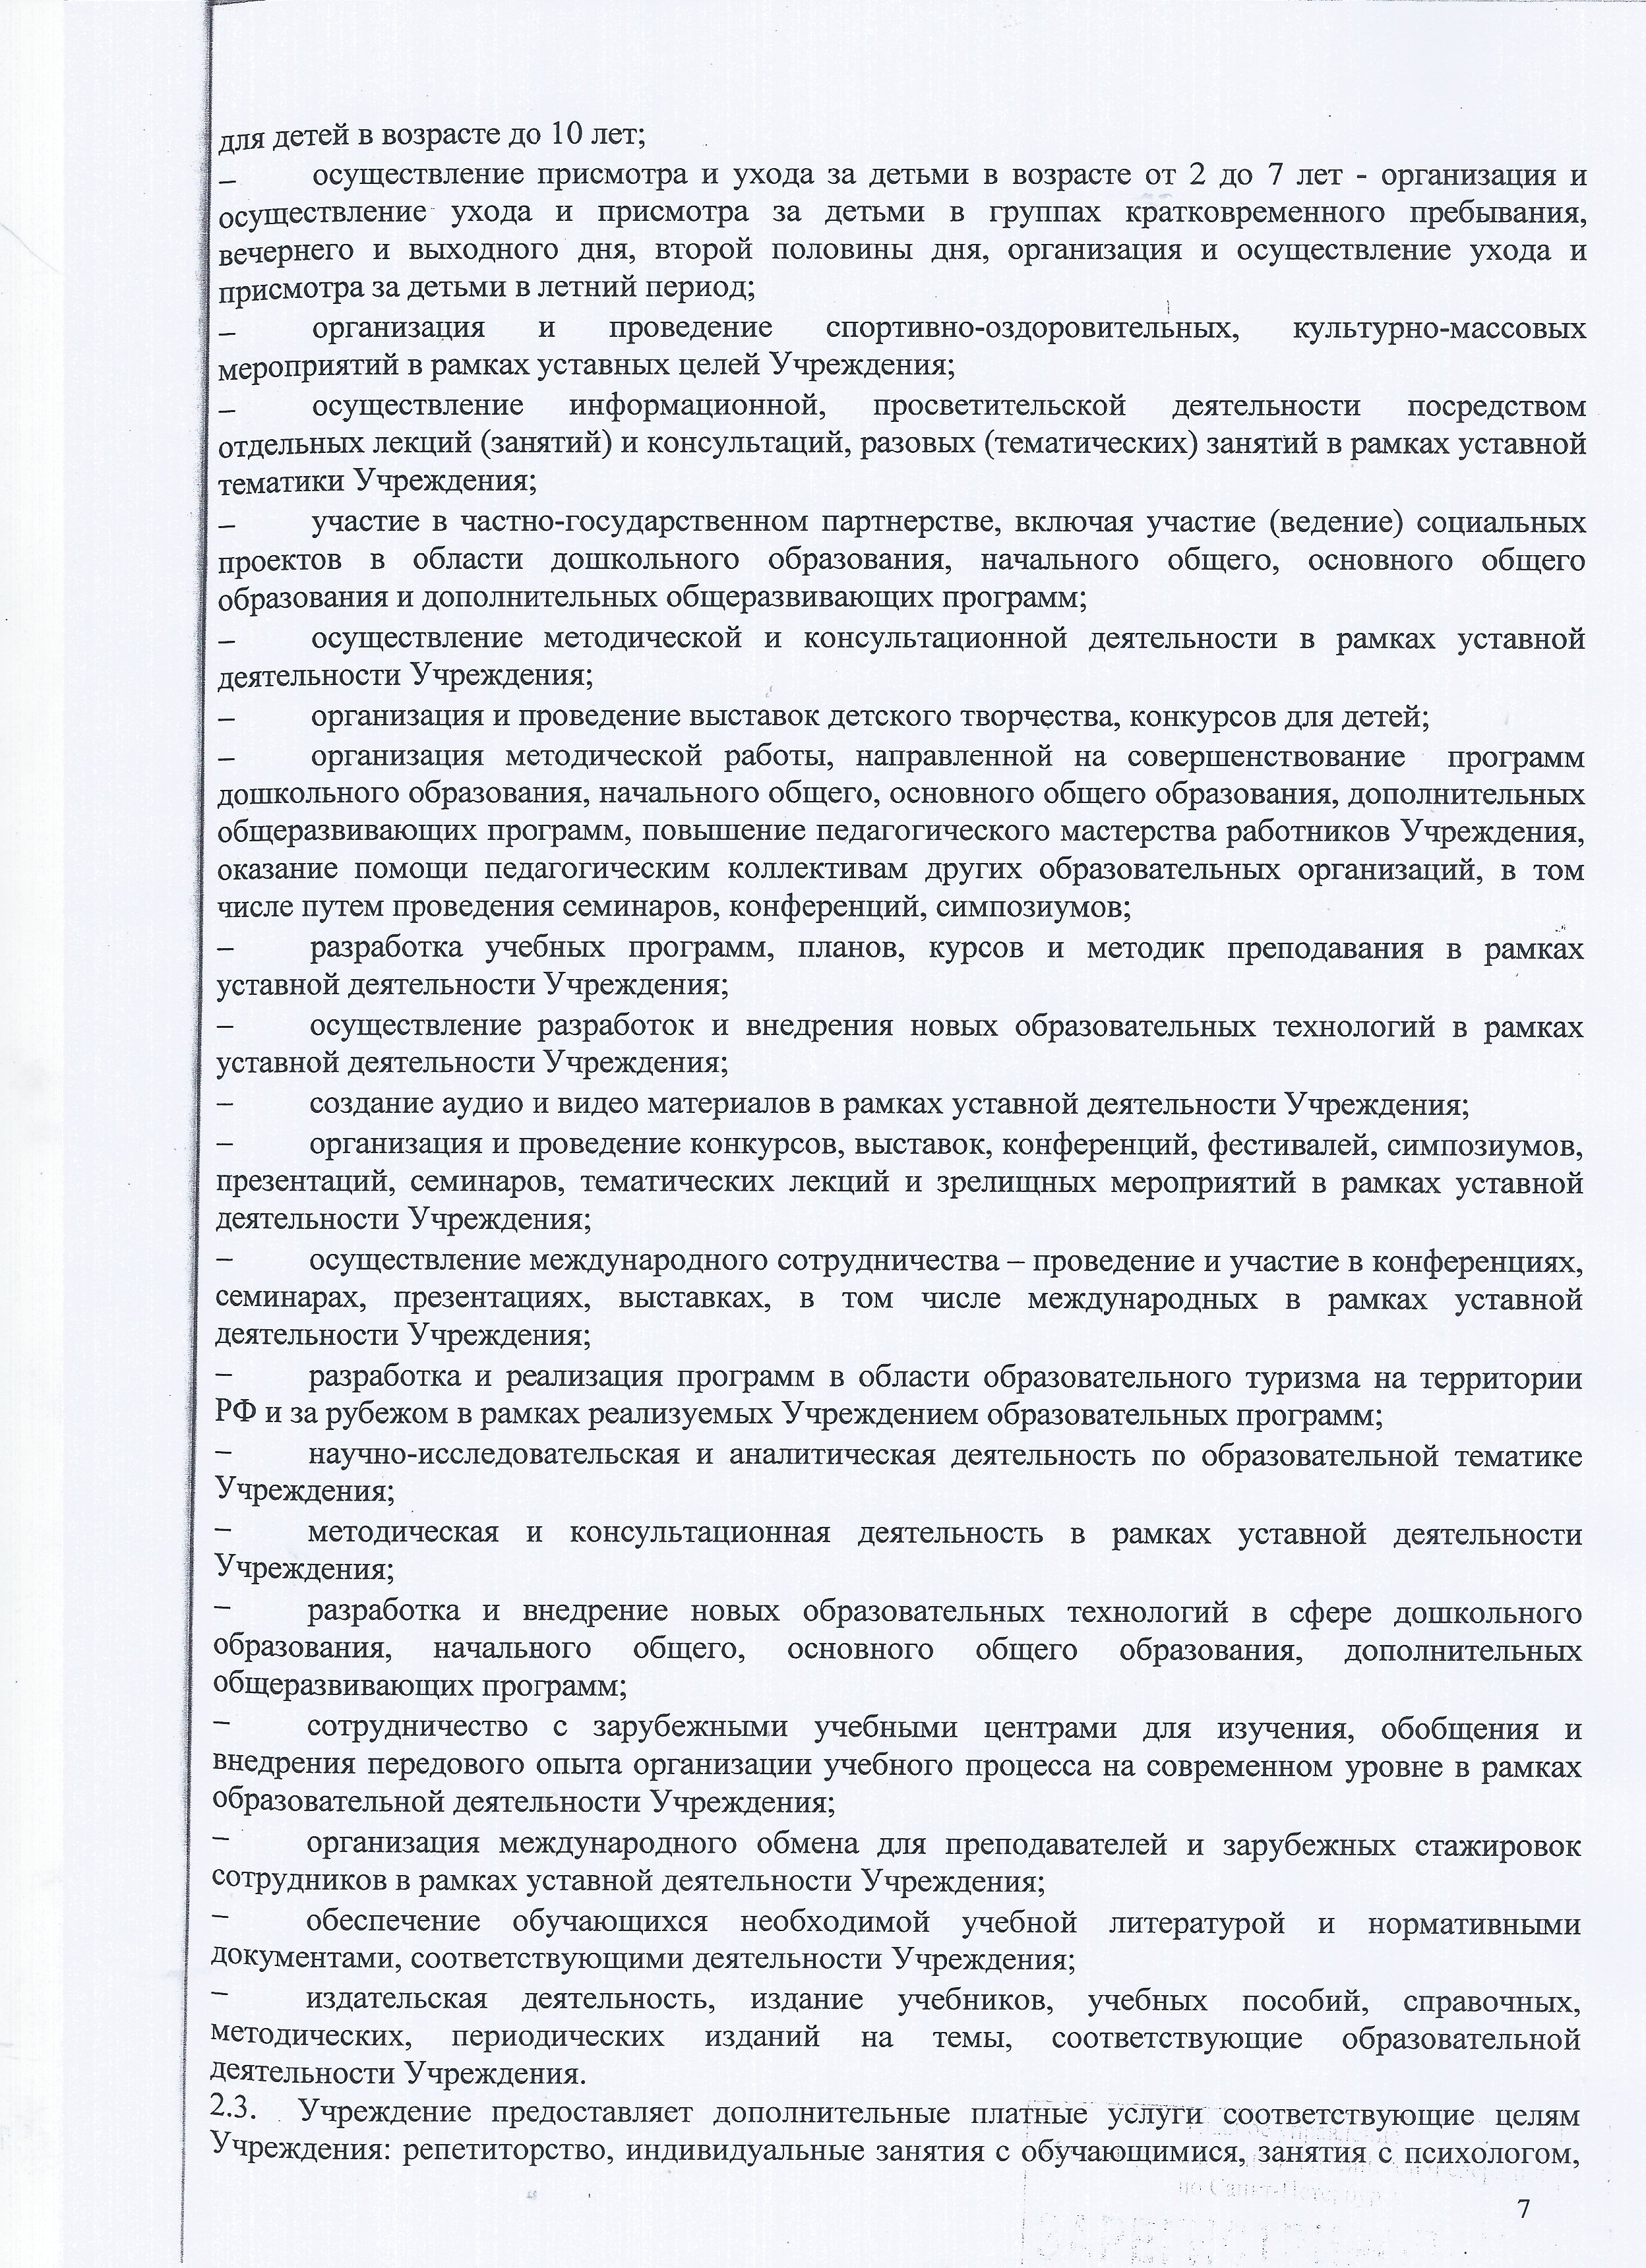 для детей в возрасте до 10 лет;
– осуществление присмотра и ухода за детьми в возрасте от 2 до 7 лет - организация и
осуществление ухода и присмотра за детьми в группах кратковременного пребывания,
вечернего и выходного дня, второй половины дня, организация и осуществление ухода и
присмотра за детьми в летний период;
– организация и проведение спортивно-оздоровительных, культурно-массовых
мероприятий в рамках уставных целей Учреждения;
– осуществление информационной, просветительской деятельности посредством
отдельных лекций (занятий) и консультаций, разовых (тематических) занятий в рамках уставной
тематики Учреждения;
– участие в частно-государственном партнерстве, включая участие (ведение) социальных
проектов в области дошкольного образования, начального общего, основного общего
образования и дополнительных общеразвивающих программ;
– осуществление методической и консультационной деятельности в рамках уставной
деятельности Учреждения;
– организация и проведение выставок детского творчества, конкурсов для детей;
– организация методической работы, направленной на совершенствование программ
дошкольного образования, начального общего, основного общего образования, дополнительных
общеразвивающих программ, повышение педагогического мастерства работников Учреждения,
оказание помощи педагогическим коллективам других образовательных организаций, в том
числе путем проведения семинаров, конференций, симпозиумов;
– разработка учебных программ, планов, курсов и методик преподавания в рамках
уставной деятельности Учреждения;
– осуществление разработок и внедрения новых образовательных технологий в рамках
уставной деятельности Учреждения;
– создание аудио и видео материалов в рамках уставной деятельности Учреждения;
– организация и проведение конкурсов, выставок, конференций, фестивалей, симпозиумов,
презентаций, семинаров, тематических лекций и зрелищных мероприятий в рамках уставной
деятельности Учреждения;
– осуществление международного сотрудничества – проведение и участие в конференциях,
семинарах, презентациях, выставках, в том числе международных в рамках уставной
деятельности Учреждения;
– разработка и реализация программ в области образовательного туризма на территории
РФ и за рубежом в рамках реализуемых Учреждением образовательных программ;
– научно-исследовательская и аналитическая деятельность по образовательной тематике
Учреждения;
– методическая и консультационная деятельность в рамках уставной деятельности
Учреждения;
– разработка и внедрение новых образовательных технологий в сфере дошкольного
образования, начального общего, основного общего образования, дополнительных
общеразвивающих программ;
– сотрудничество с зарубежными учебными центрами для изучения, обобщения и
внедрения передового опыта организации учебного процесса на современном уровне в рамках
образовательной деятельности Учреждения;
– организация международного обмена для преподавателей и зарубежных стажировок
сотрудников в рамках уставной деятельности Учреждения;
– обеспечение обучающихся необходимой учебной литературой и нормативными
документами, соответствующими деятельности Учреждения;
– издательская деятельность, издание учебников, учебных пособий, справочных,
методических, периодических изданий на темы, соответствующие образовательной
деятельности Учреждения.
2.3. Учреждение предоставляет дополнительные платные услуги соответствующие целям
Учреждения: репетиторство, индивидуальные занятия с обучающимися, занятия с психологом,
7